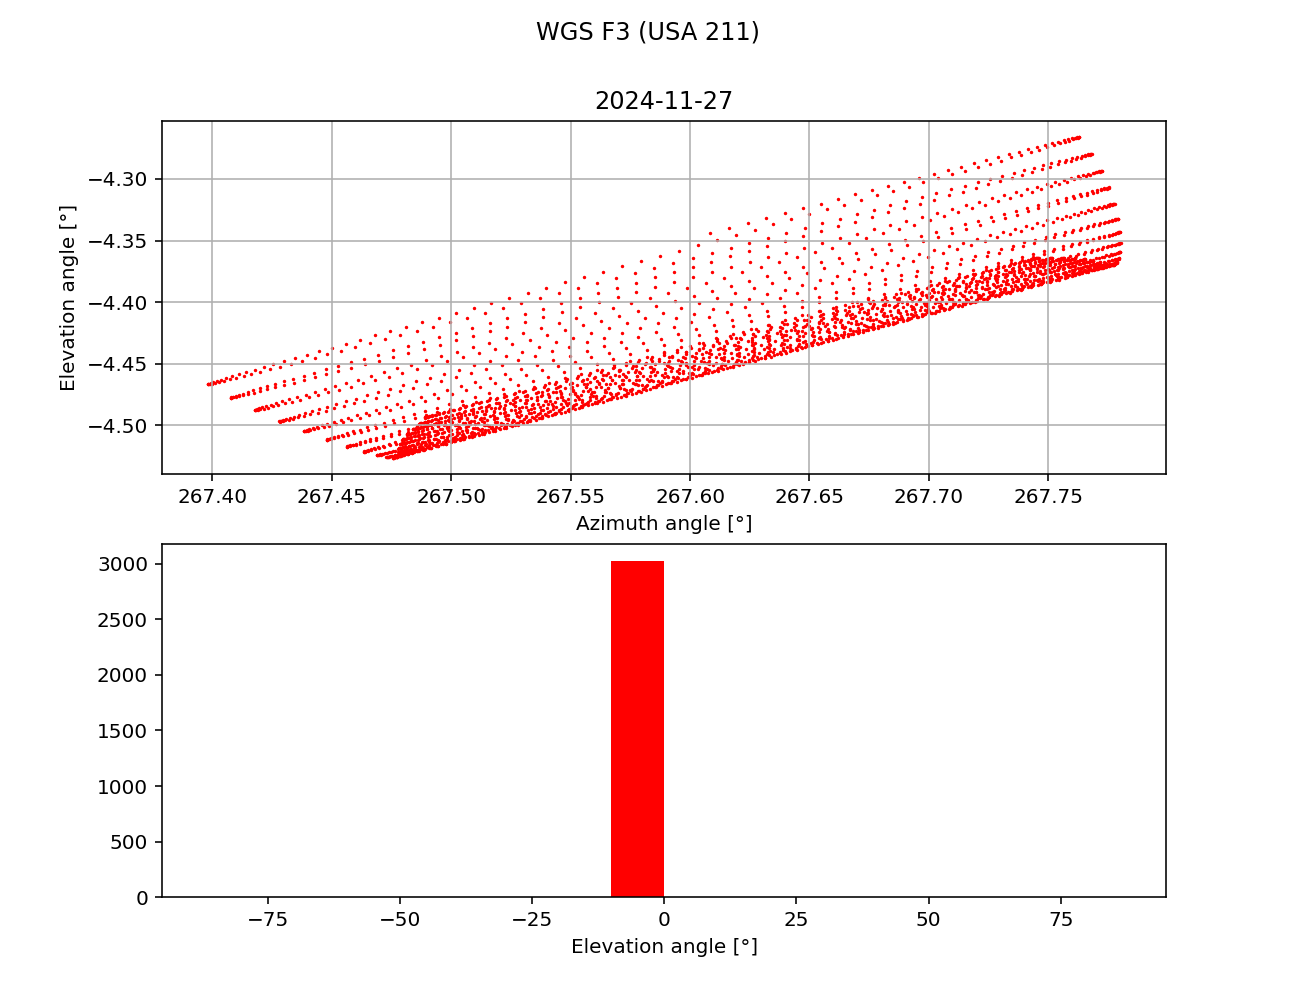 WGS F3 (USA 211)
2024-11-27
−4.30
−4.35
−4.40
−4.45
−4.50
Elevation angle [°]
267.40 267.45 267.50 267.55 267.60 267.65 267.70 267.75
Azimuth angle [°]
3000
2500
2000
1500
1000
500
0
−75 −50 −25 0 25 50 75
Elevation angle [°]